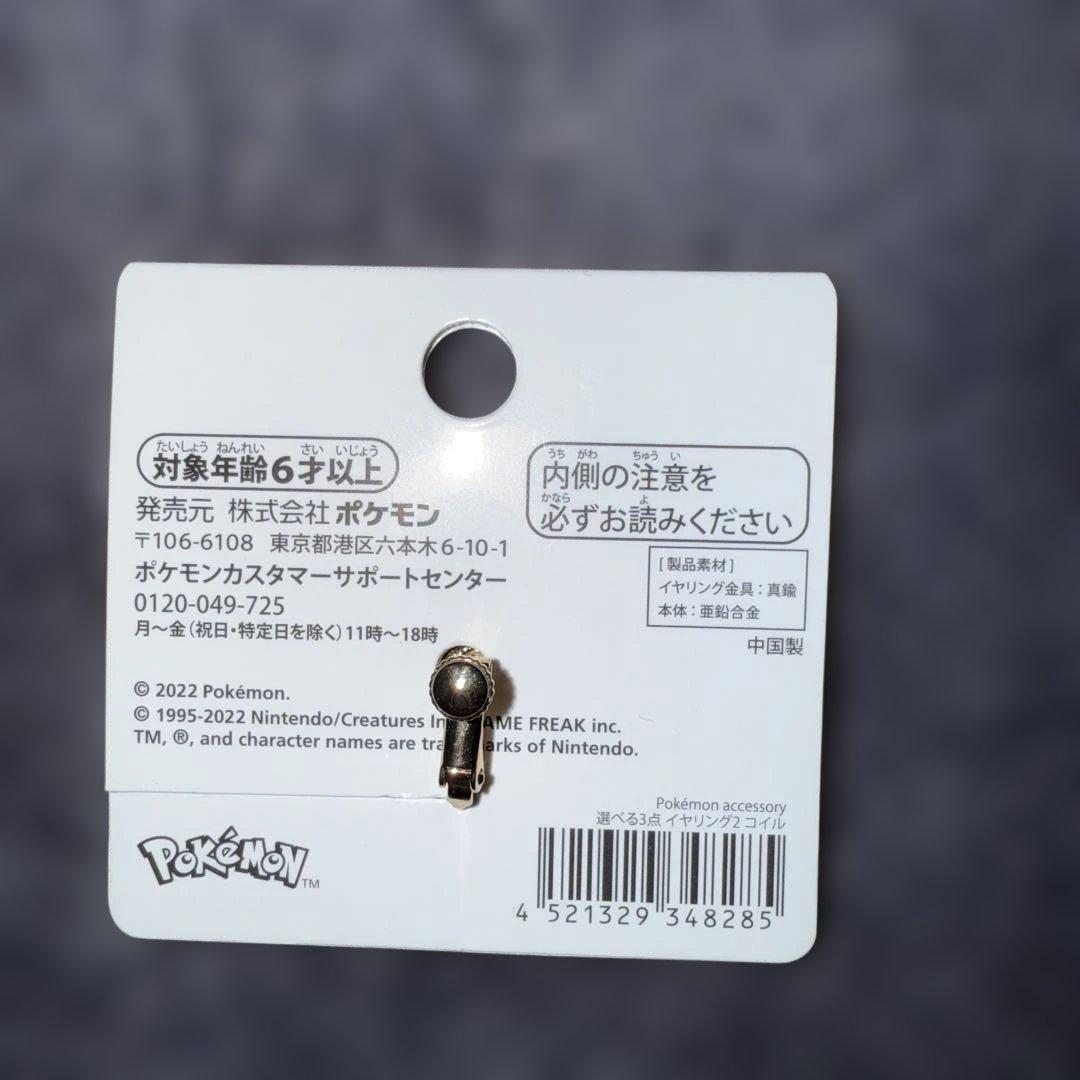 たいしょう ねんれい さい いじょう
対象年齢6才以上
発売元 株式会社 ポケモン
〒106-6108 東京都港区六本木6-10-1
ポケモンカスタマーサポートセンター
0120-049-725
月～金（祝日・特定日を除く）11時～18時
うち がわ ちゅう い
内側の注意を
かなら よ
必ずお読みください
[製品素材]
イヤリング金具：真鍮
本体：亜鉛合金
中国製
© 2022 Pokémon.
© 1995-2022 Nintendo/Creatures GAME FREAK inc.
TM, ®, and character names are trademarks of Nintendo.
POKÉMON TM
Pokémon accessory
選べる3点 イヤリング2 コイル
4 521329 348285